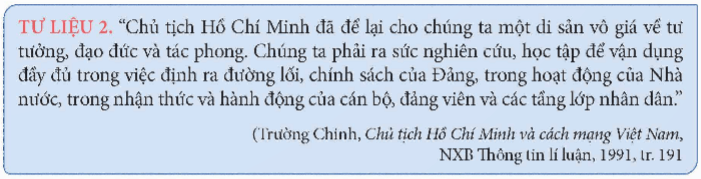 TƯ LIỆU 2. “Chủ tịch Hồ Chí Minh đã để lại cho chúng ta một di sản vô giá về tư
tưởng, đạo đức và tác phong. Chúng ta phải ra sức nghiên cứu, học tập để vận dụng
đầy đủ trong việc định ra đường lối, chính sách của Đảng, trong hoạt động của Nhà
nước, trong nhận thức và hành động của cán bộ, đảng viên và các tầng lớp nhân dân.”
(Trường Chinh, Chủ tịch Hồ Chí Minh và cách mạng Việt Nam,
NXB Thông tin lí luận, 1991, tr. 191